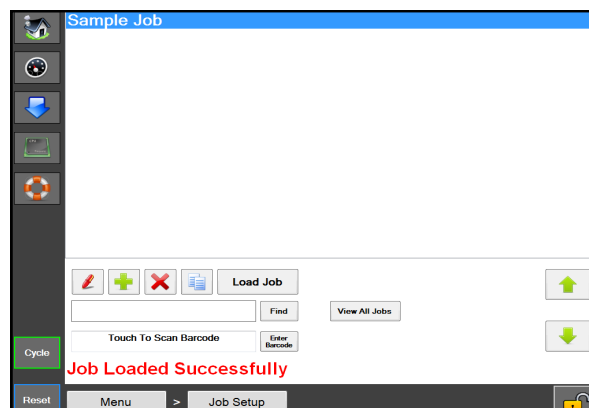 Sample Job
Load Job
Find
View All Jobs
Touch To Scan Barcode
Enter
Barcode
Cycle
Job Loaded Successfully
Reset
Menu > Job Setup